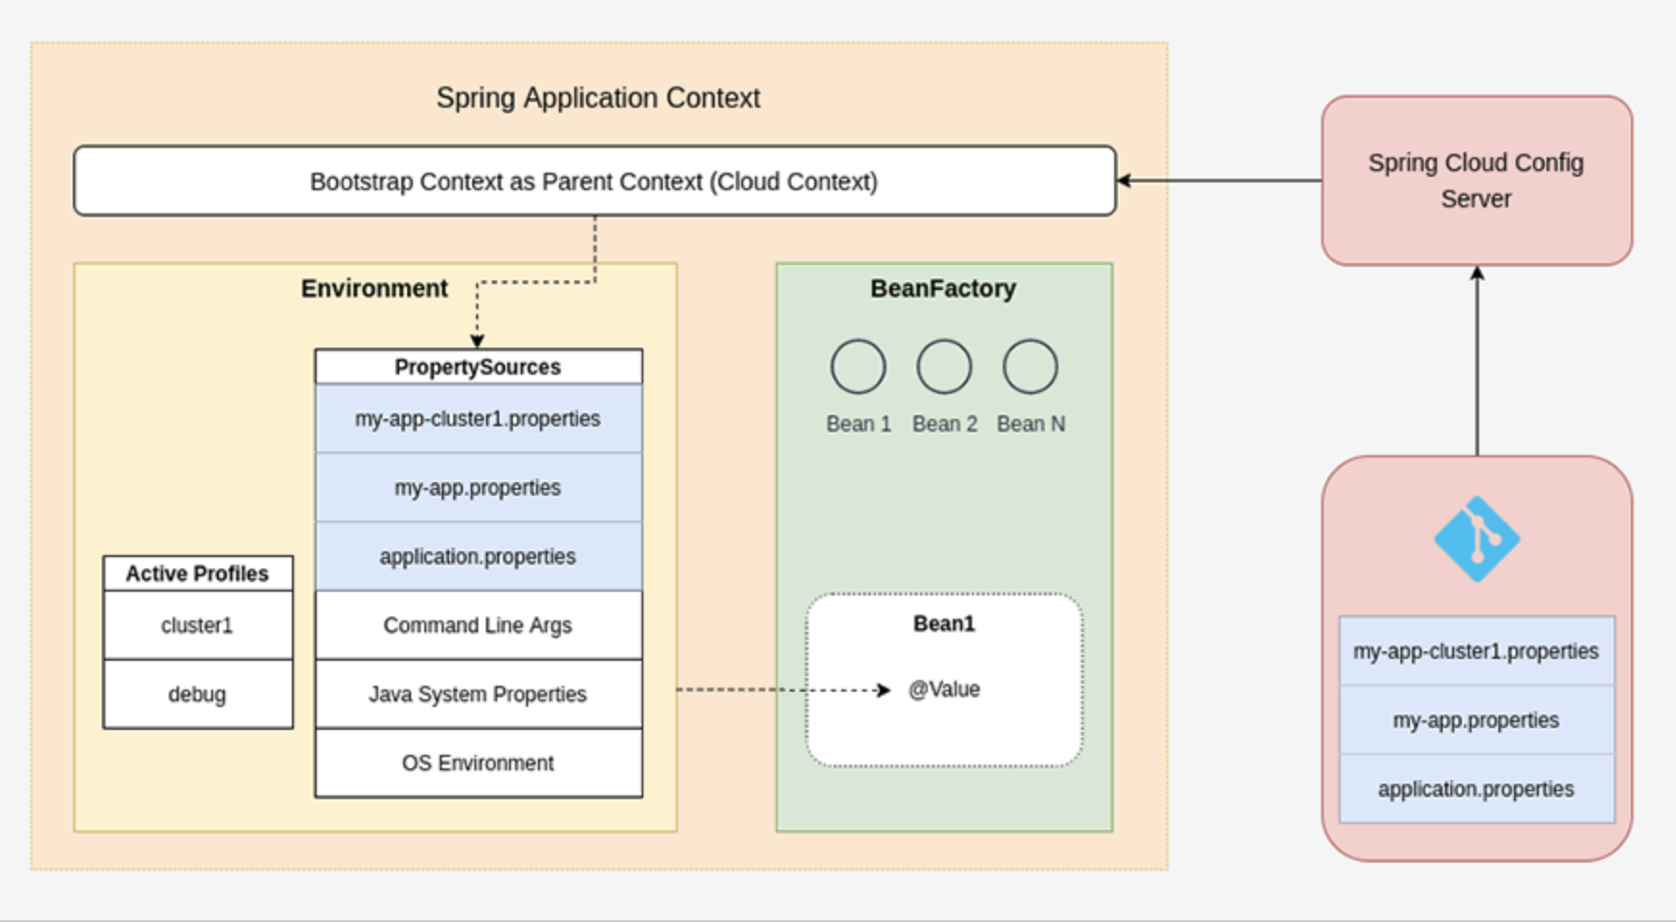 Spring Application Context
Bootstrap Context as Parent Context (Cloud Context)
Environment
PropertySources
my-app-cluster1.properties
my-app.properties
application.properties
Command Line Args
Java System Properties
OS Environment
Active Profiles
cluster1
debug
BeanFactory
Bean 1 Bean 2 Bean N
Bean1
@Value
Spring Cloud Config
Server
my-app-cluster1.properties
my-app.properties
application.properties